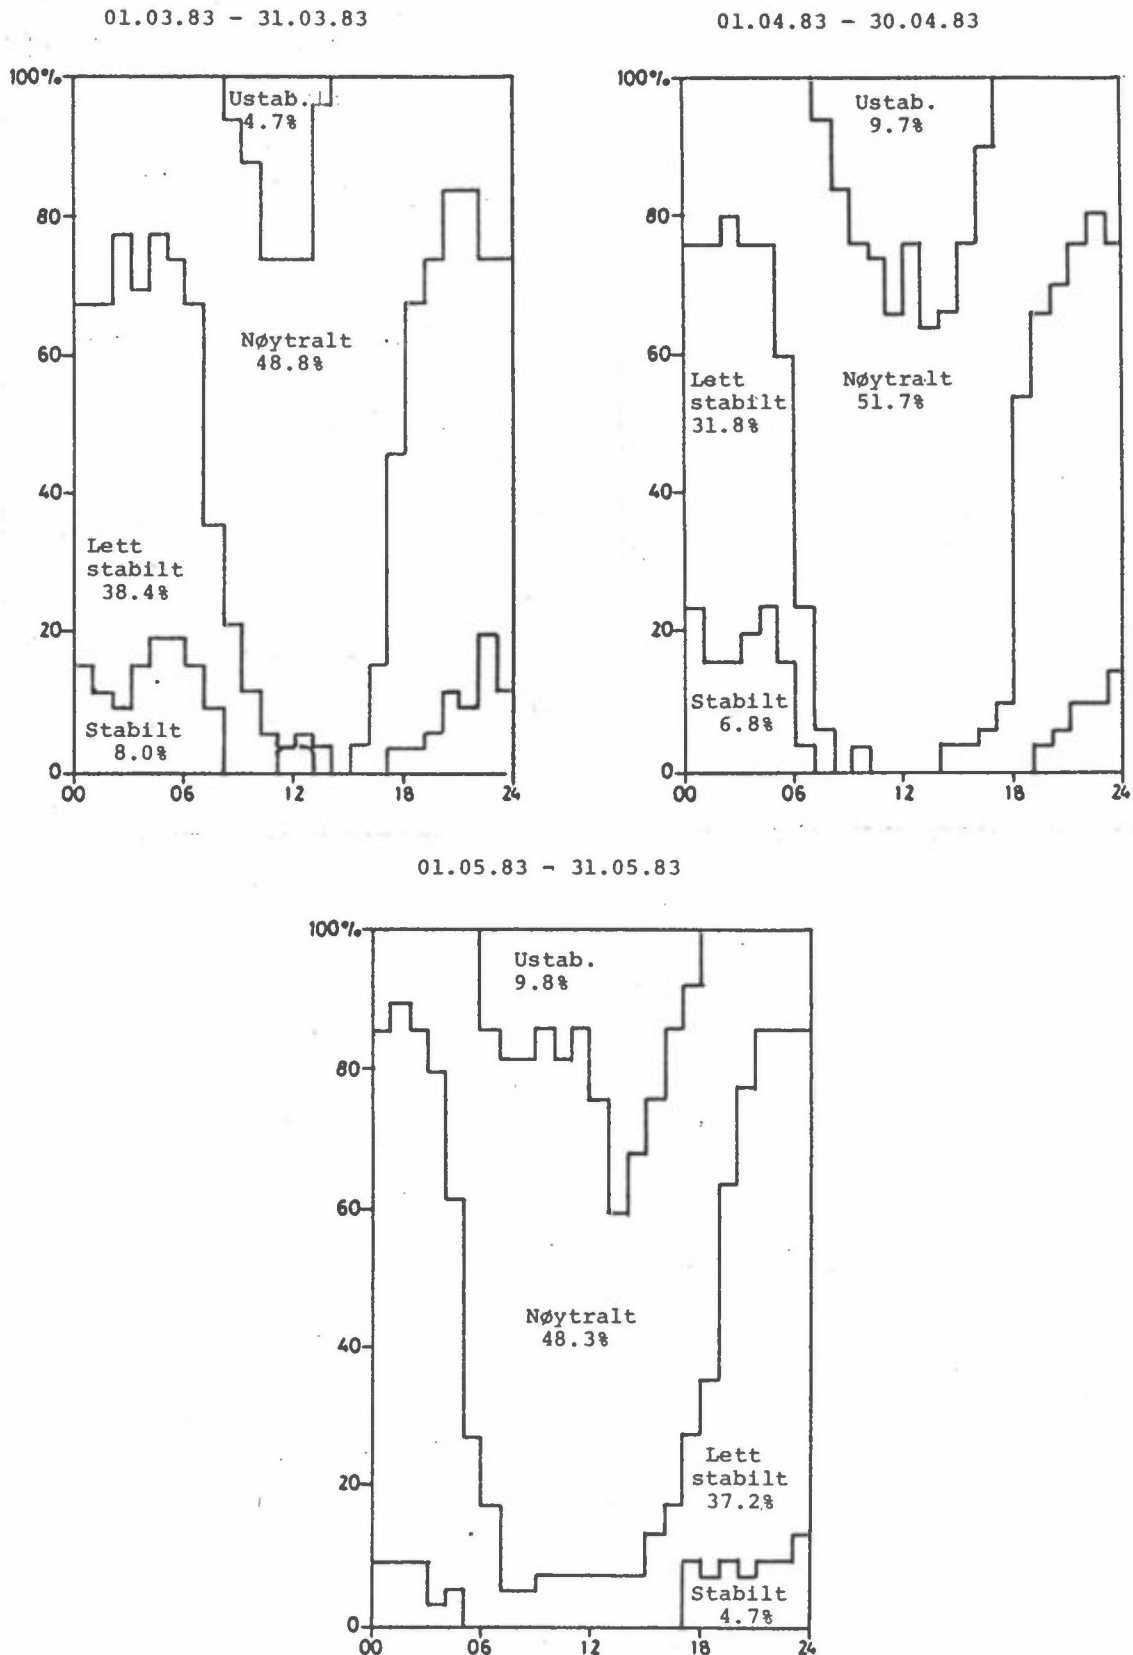 01.03.83 - 31.03.83
100%
Ustab.
4.7%
80
Nøytralt
48.8%
60
40
Lett
stabilt
38.4%
20
Stabilt
8.0%
0
00 06 12 18 24
01.04.83 - 30.04.83
100%
Ustab.
9.7%
80
60
Lett
stabilt
31.8%
Nøytralt
51.7%
40
20
Stabilt
6.8%
0
00 06 12 18 24
01.05.83 - 31.05.83
100%
Ustab.
9.8%
80
60
Nøytralt
48.3%
40
Lett
stabilt
37.2%
20
Stabilt
4.7%
0
00 06 12 18 24